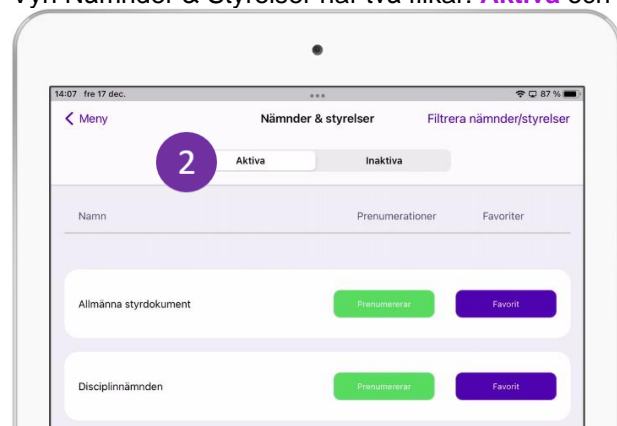 Vyn Nämnder & Styrelser har två flikar: Aktiva och
14:07 fre 17 dec.
87 %
Meny
Nämnder & styrelser
Filtrera nämnder/styrelser
2
Aktiva
Inaktiva
Namn
Prenumerationer
Favoriter
Allmänna styrdokument
Prenumererar
Favorit
Disciplinnämnden
Prenumererar
Favorit